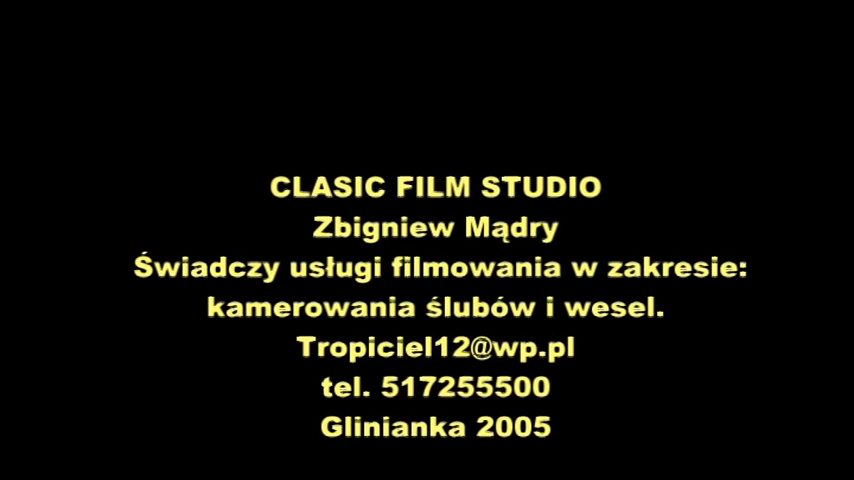 CLASIC FILM STUDIO
Zbigniew Mądry
Świadczy usługi filmowania w zakresie:
kamerowania ślubów i wesel.
Tropiciel12@wp.pl
tel. 517255500
Glinianka 2005